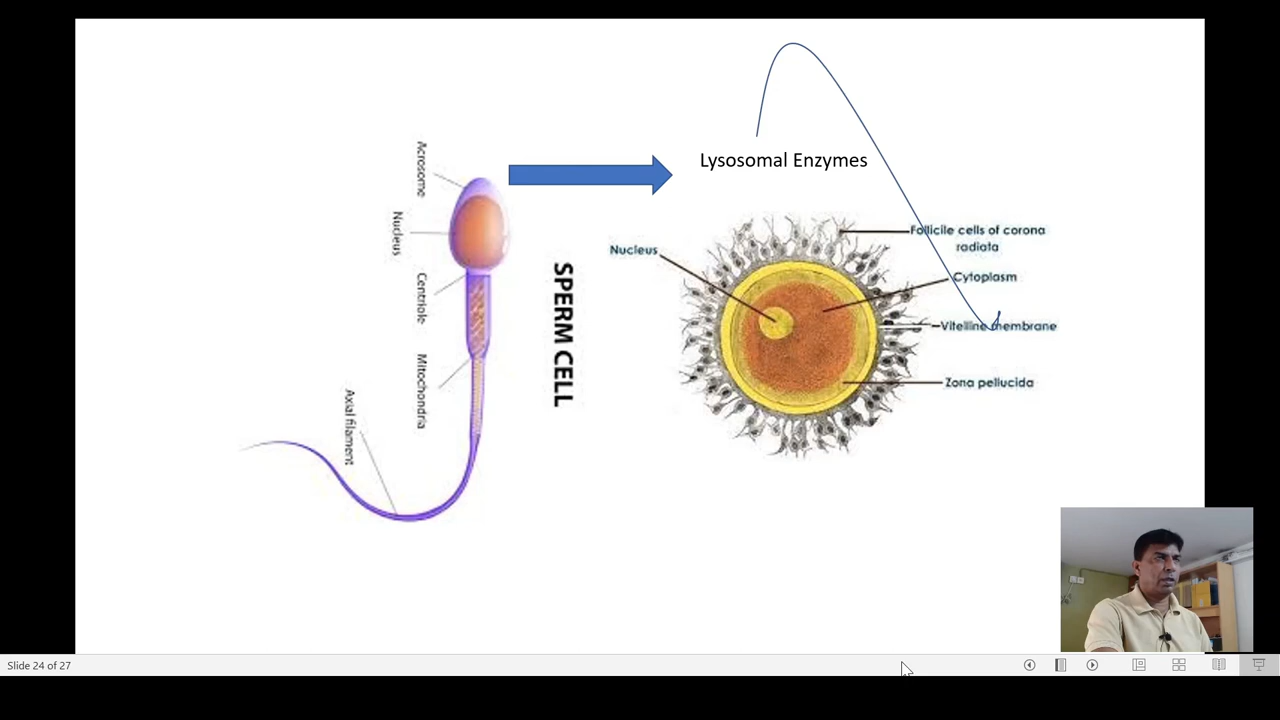 Lysosomal Enzymes
Acrosome
Nucleus
Centriole
Mitochondria
Axial filament
SPERM CELL
Nucleus
Follicile cells of corona
radiata
Cytoplasm
Vitelline membrane
Zona pellucida
Slide 24 of 27